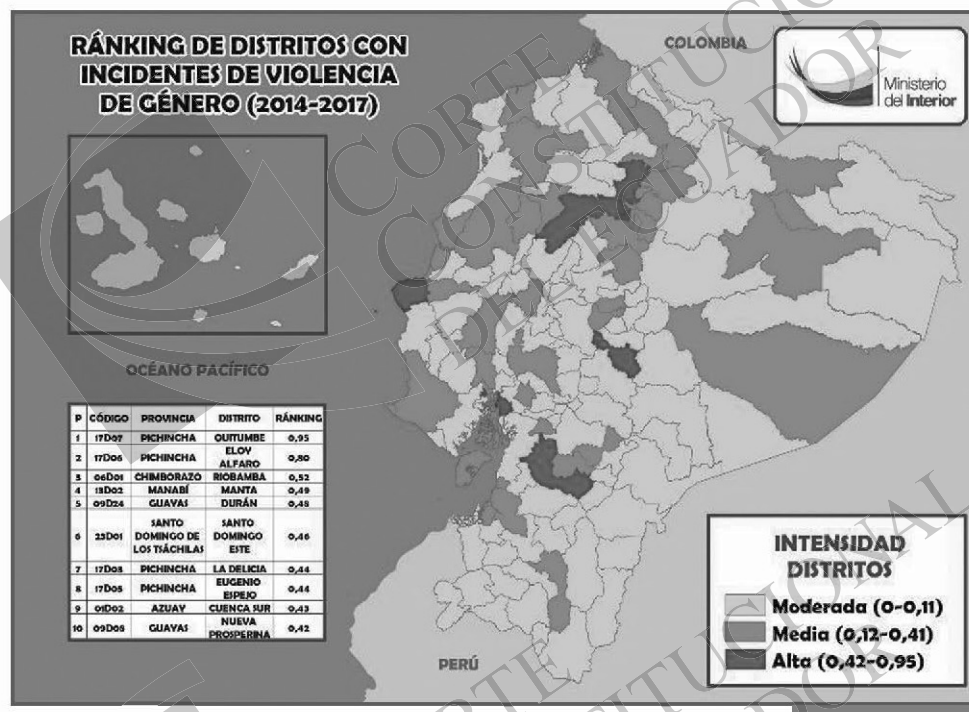 RÁNKING DE DISTRITOS CON
INCIDENTES DE VIOLENCIA
DE GÉNERO (2014-2017)
COLOMBIA
Ministerio
del Interior
CORTE
CONSTITUCIONAL
DEL ECUADOR
OCÉANO PACÍFICO
P CÓDIGO PROVINCIA DISTRITO RÁNKING
1 17D07 PICHINCHA QUITUMBE 0,95
2 17D06 PICHINCHA ELOY ALFARO 0,80
3 06D01 CHIMBORAZO RIOBAMBA 0,52
4 13D02 MANABÍ MANTA 0,49
5 09D24 GUAYAS DURÁN 0,48
6 23D01 SANTO DOMINGO DE LOS TSÁCHILAS SANTO DOMINGO ESTE 0,46
7 17D03 PICHINCHA LA DELICIA 0,44
8 17D05 PICHINCHA EUGENIO ESPEJO 0,44
9 01D02 AZUAY CUENCA SUR 0,43
10 09D08 GUAYAS NUEVA PROSPERINA 0,42
PERÚ
INTENSIDAD
DISTRITOS
Moderada (0-0,11)
Media (0,12-0,41)
Alta (0,42-0,95)